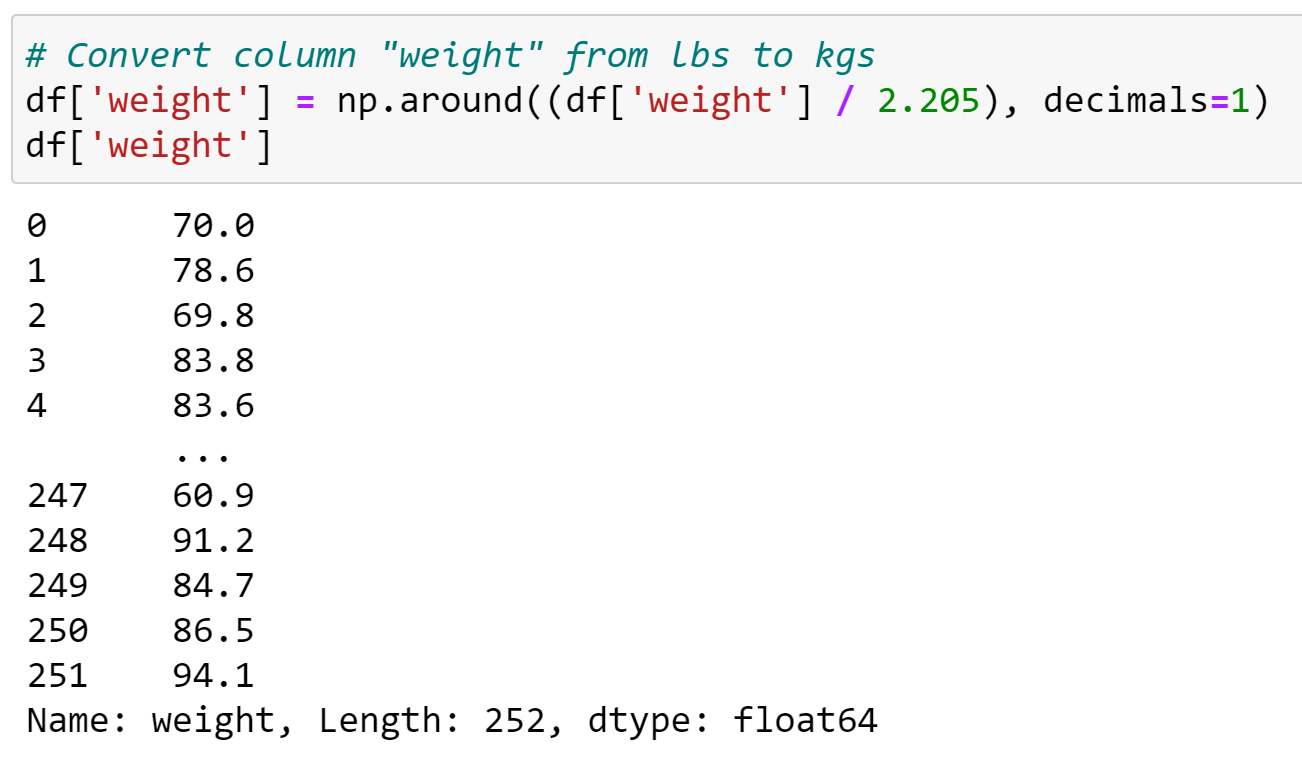 # Convert column "weight" from lbs to kgs
df['weight'] = np.around((df['weight'] / 2.205), decimals=1)
df['weight']
0      70.0
1      78.6
2      69.8
3      83.8
4      83.6
       ...
247    60.9
248    91.2
249    84.7
250    86.5
251    94.1
Name: weight, Length: 252, dtype: float64